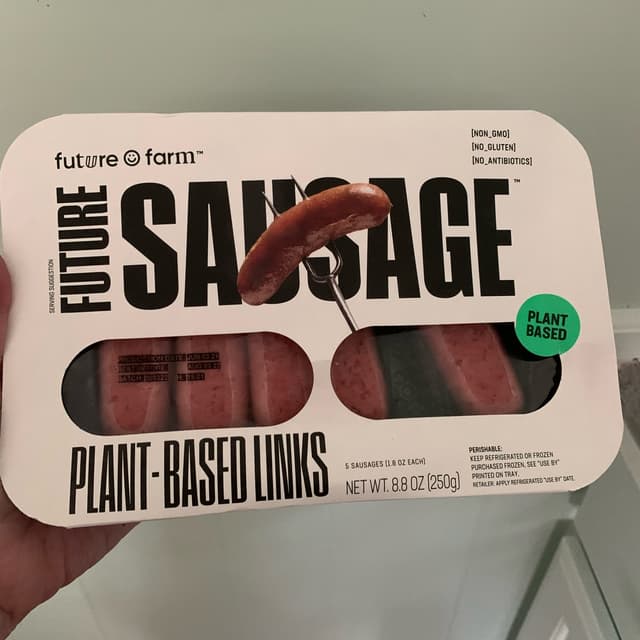 future farm™
[NON_GMO]
[NO_GLUTEN]
[NO_ANTIBIOTICS]
FUTURE
SAUSAGE™
SERVING SUGGESTION
PLANT
BASED
PLANT-BASED LINKS
5 SAUSAGES (1.8 OZ EACH)
NET WT. 8.8 OZ (250g)
PERISHABLE:
KEEP REFRIGERATED OR FROZEN
PURCHASED FROZEN, SEE "USE BY"
PRINTED ON TRAY.
RETAILER: APPLY REFRIGERATED "USE BY" DATE.